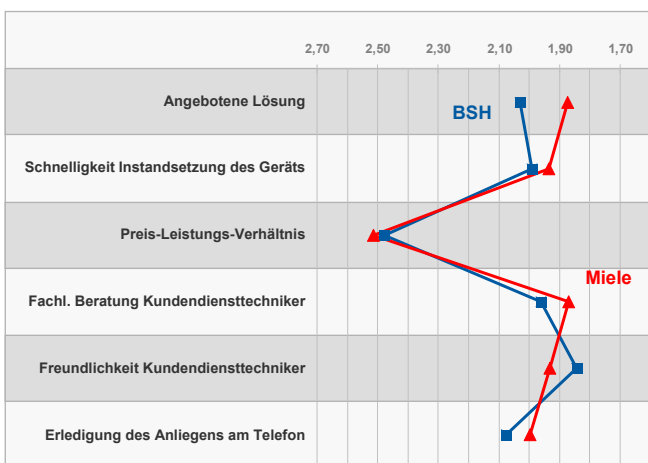 2,70 2,50 2,30 2,10 1,90 1,70
Angebotene Lösung
BSH
Schnelligkeit Instandsetzung des Geräts
Preis-Leistungs-Verhältnis
Miele
Fachl. Beratung Kundendiensttechniker
Freundlichkeit Kundendiensttechniker
Erledigung des Anliegens am Telefon